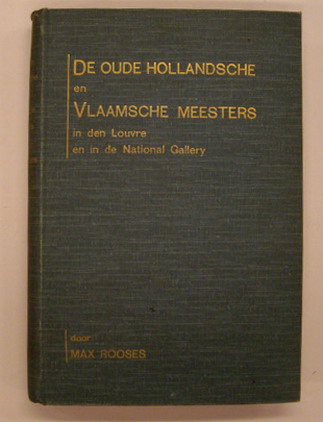 DE OUDE HOLLANDSCHE
en
VLAAMSCHE MEESTERS
in den Louvre
en in de National Gallery
door
MAX ROOSES